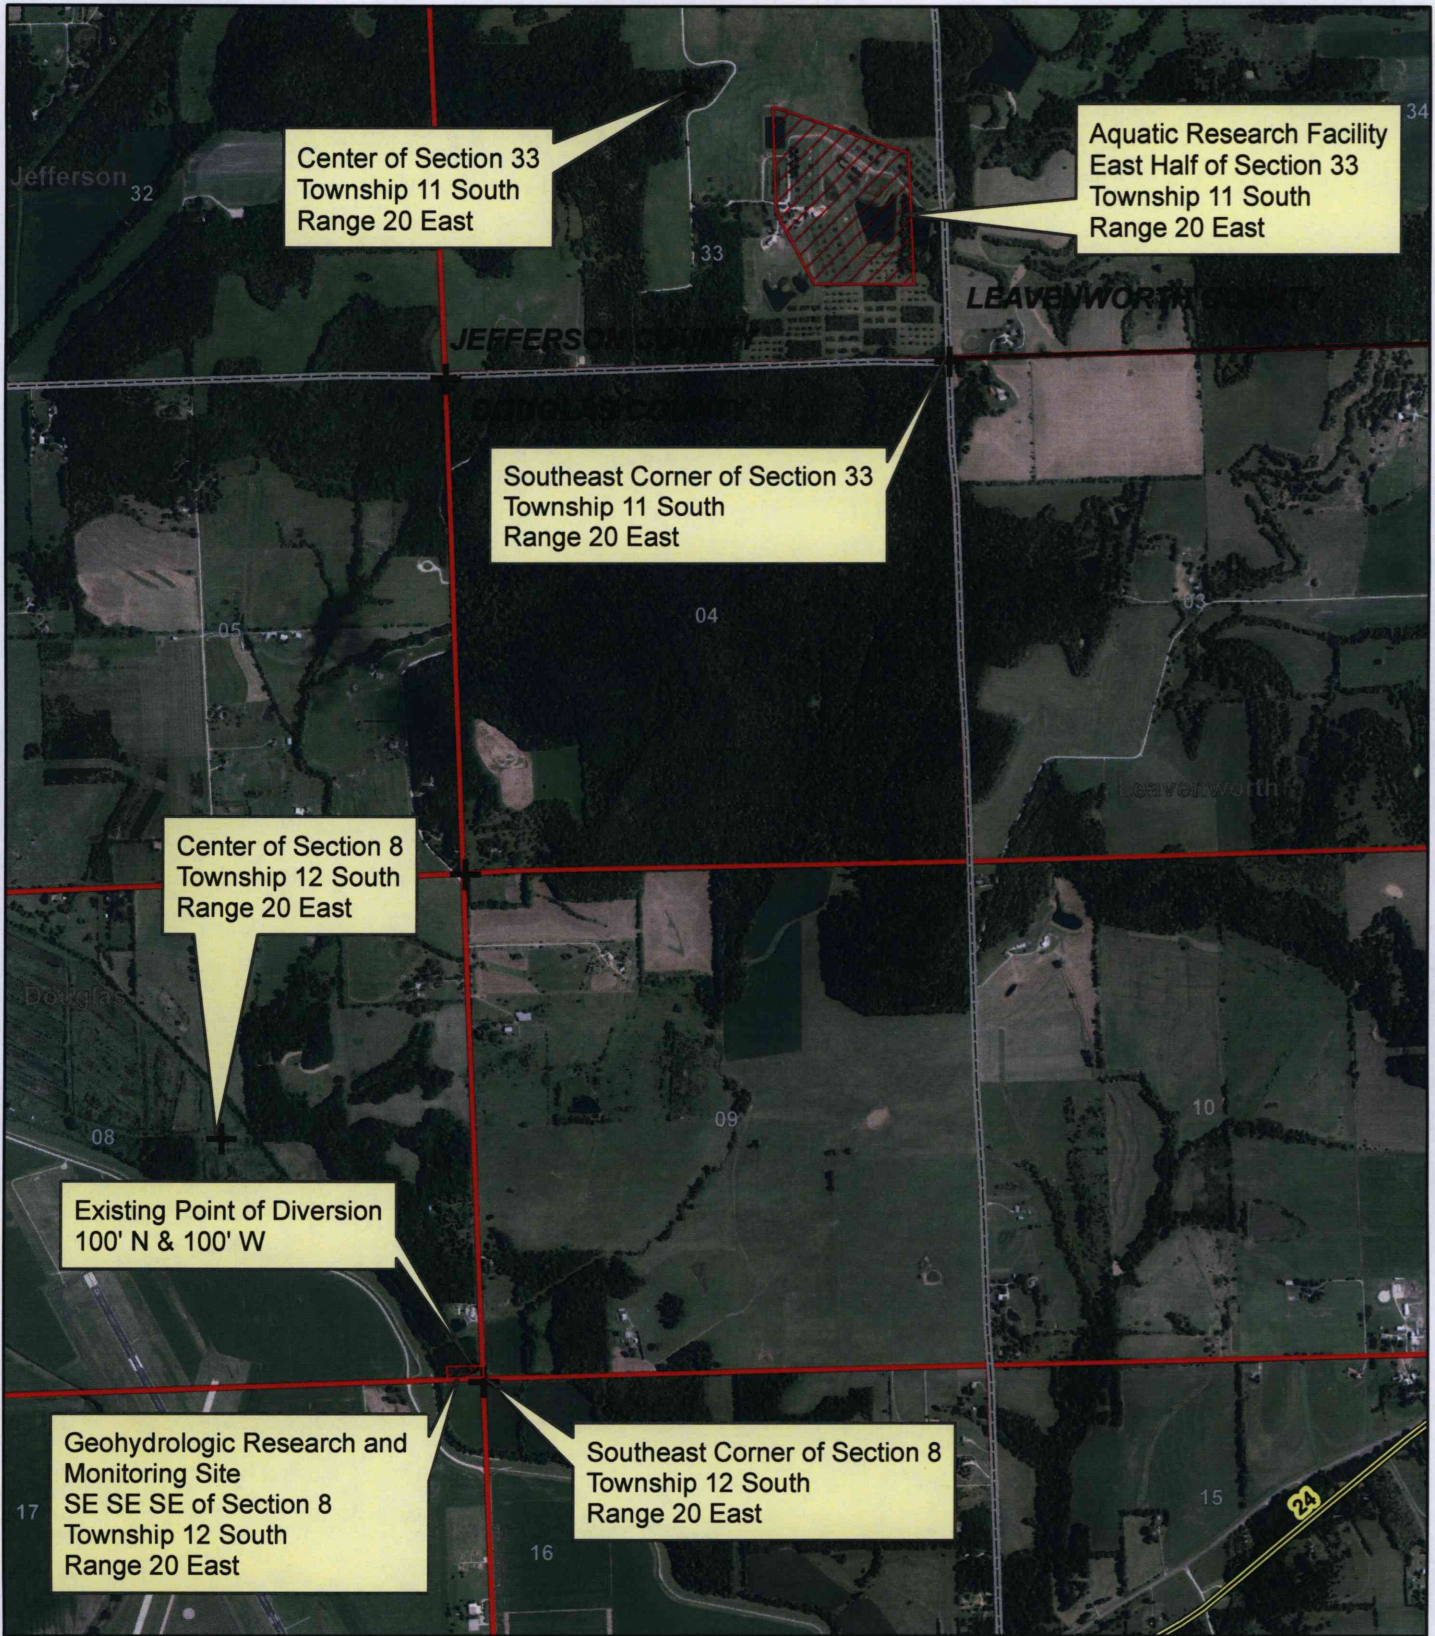 34
Center of Section 33
Township 11 South
Range 20 East
Aquatic Research Facility
East Half of Section 33
Township 11 South
Range 20 East
Jefferson
32
33
LEAVENWORTH COUNTY
JEFFERSON COUNTY
DOUGLAS COUNTY
Southeast Corner of Section 33
Township 11 South
Range 20 East
04
03
05
Leavenworth
Center of Section 8
Township 12 South
Range 20 East
Douglas
08
09
10
Existing Point of Diversion
100' N & 100' W
Geohydrologic Research and
Monitoring Site
SE SE SE of Section 8
Township 12 South
Range 20 East
Southeast Corner of Section 8
Township 12 South
Range 20 East
17
16
15
24